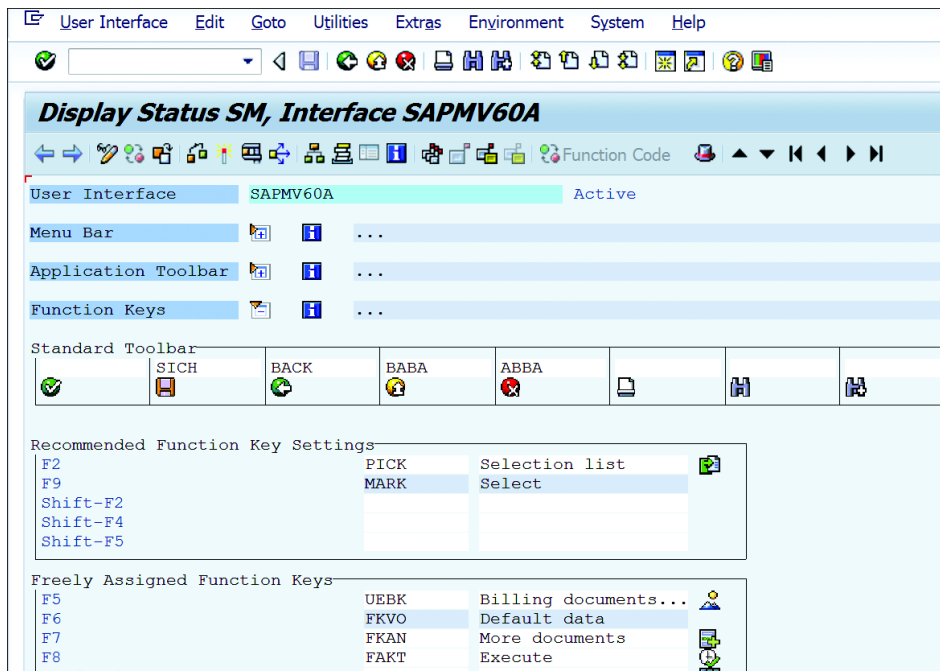 User Interface Edit Goto Utilities Extras Environment System Help
Display Status SM, Interface SAPMV60A
Function Code
User Interface SAPMV60A Active
Menu Bar ...
Application Toolbar ...
Function Keys ...
Standard Toolbar
SICH BACK BABA ABBA
Recommended Function Key Settings
F2 PICK Selection list
F9 MARK Select
Shift-F2
Shift-F4
Shift-F5
Freely Assigned Function Keys
F5 UEBK Billing documents...
F6 FKVO Default data
F7 FKAN More documents
F8 FAKT Execute